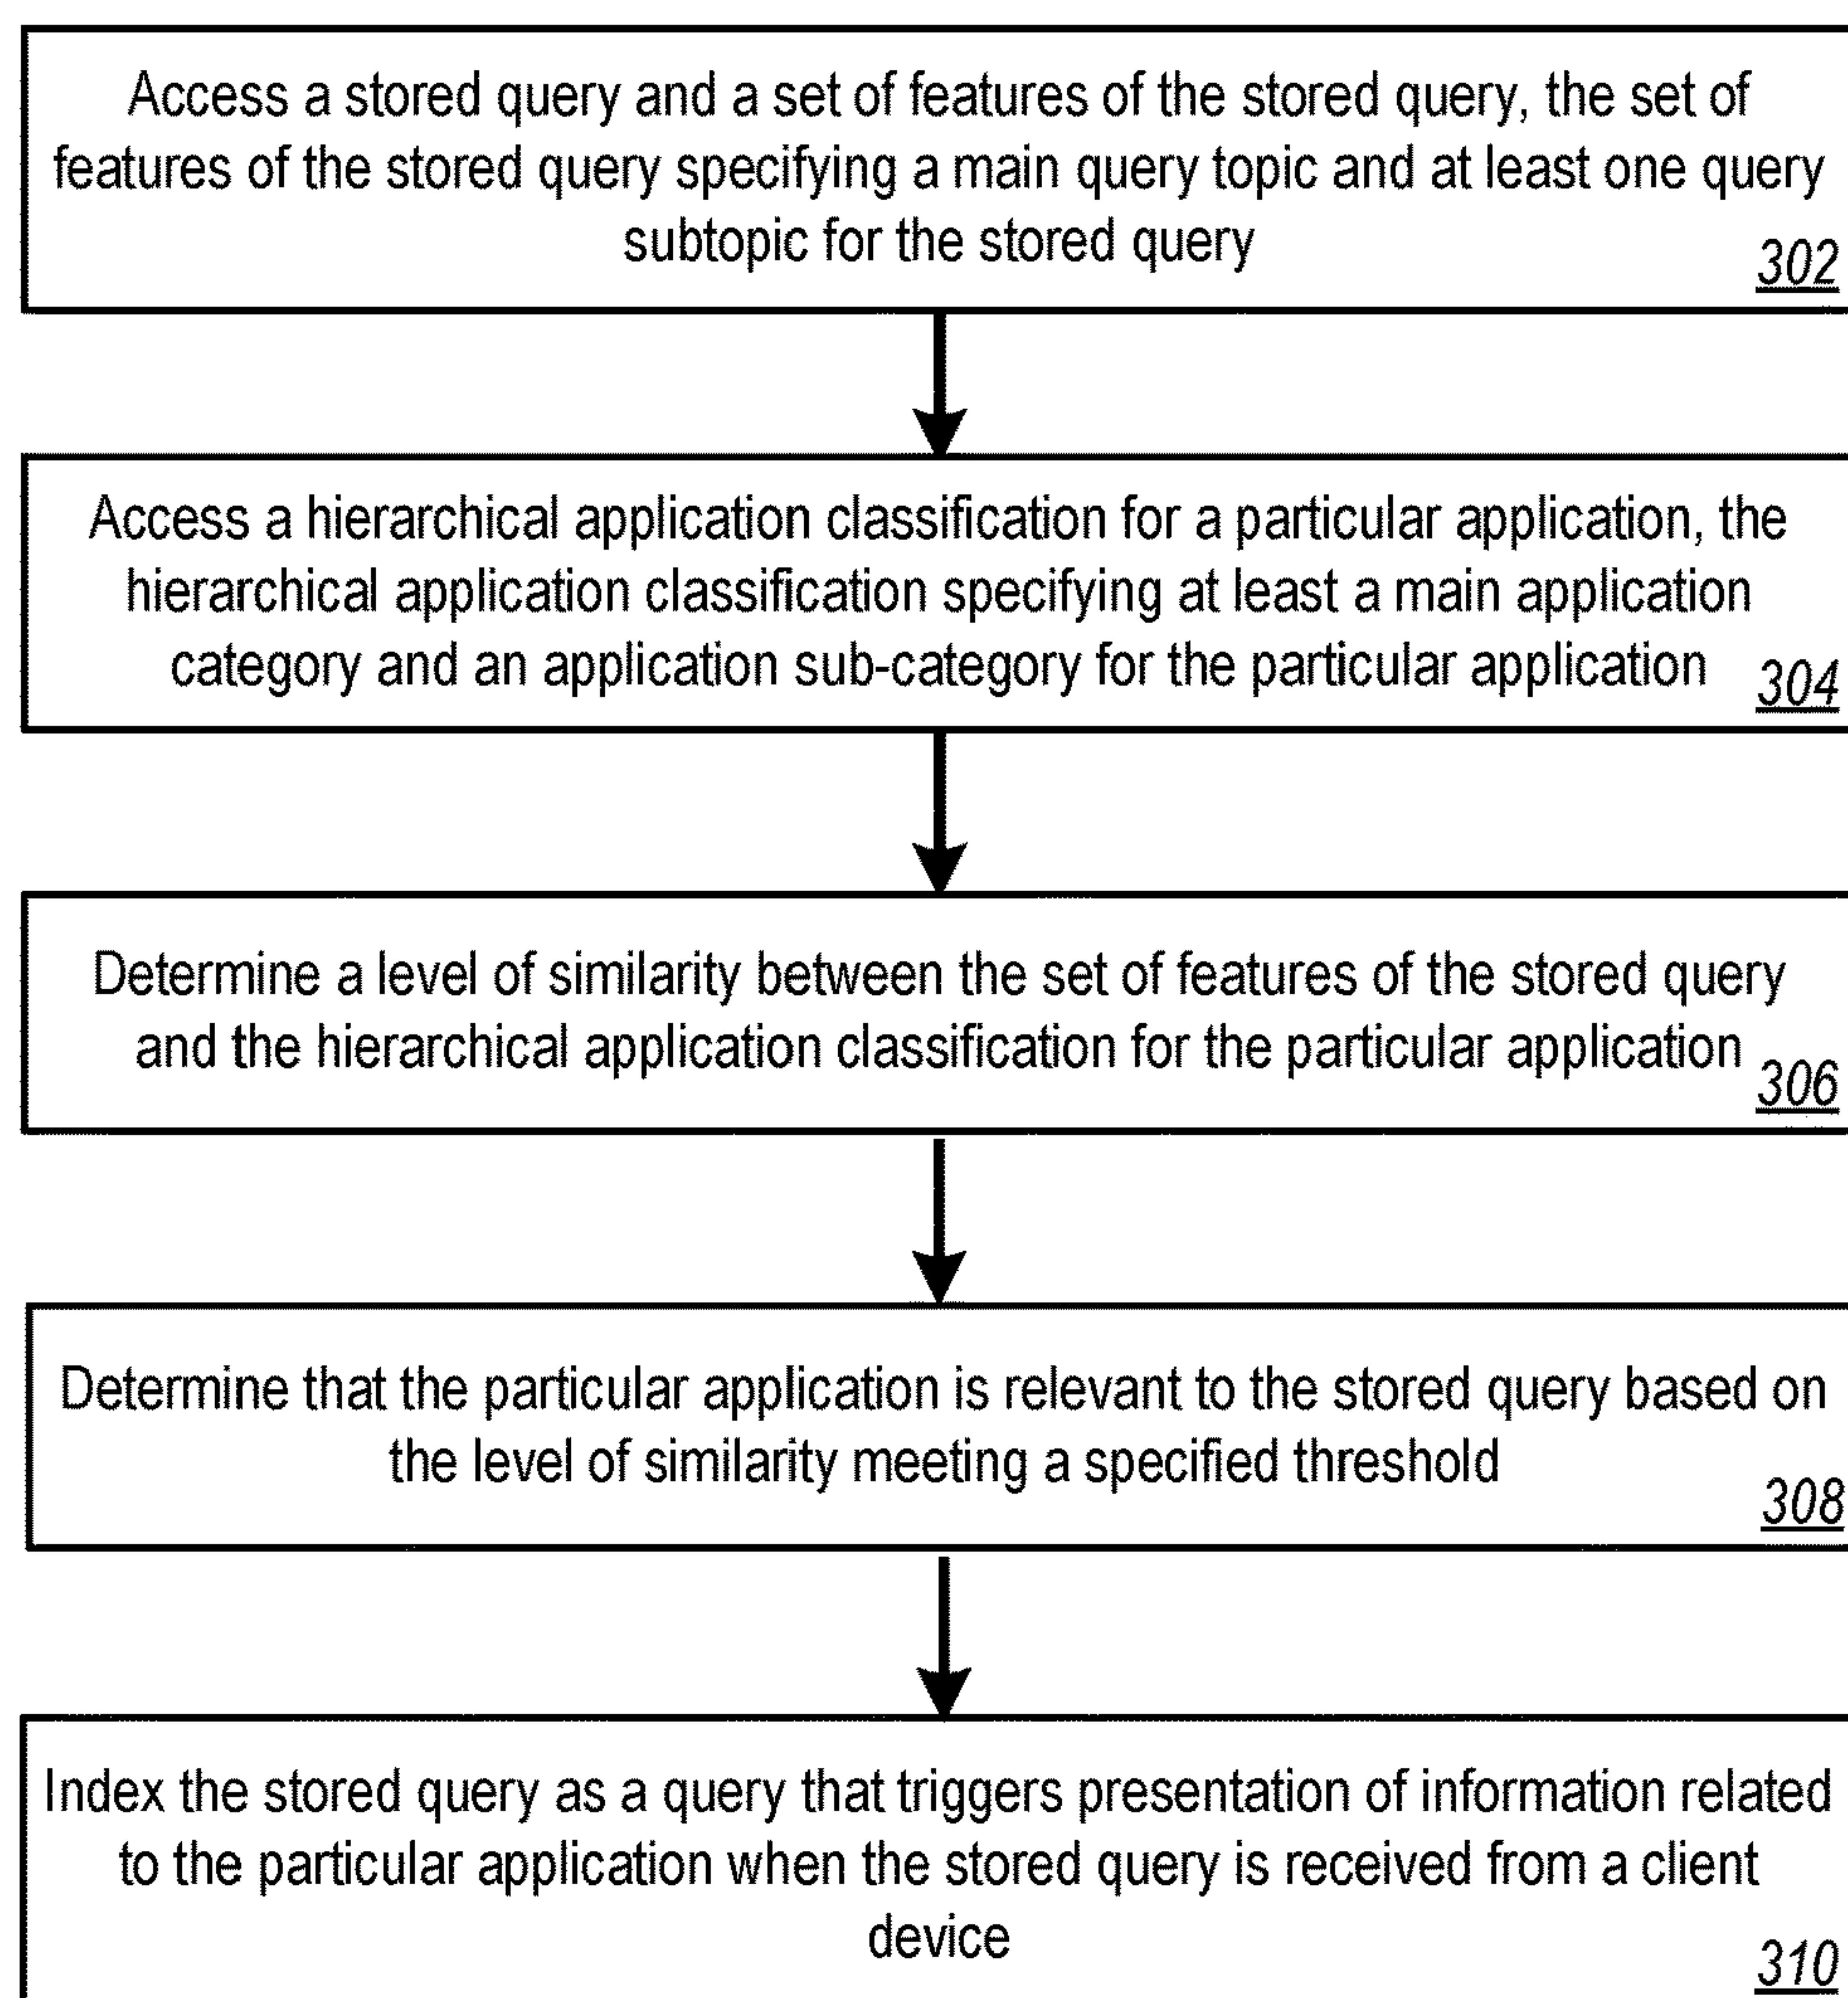 Access a stored query and a set of features of the stored query, the set of
features of the stored query specifying a main query topic and at least one query
subtopic for the stored query
302
Access a hierarchical application classification for a particular application, the
hierarchical application classification specifying at least a main application
category and an application sub-category for the particular application
304
Determine a level of similarity between the set of features of the stored query
and the hierarchical application classification for the particular application
306
Determine that the particular application is relevant to the stored query based on
the level of similarity meeting a specified threshold
308
Index the stored query as a query that triggers presentation of information related
to the particular application when the stored query is received from a client
device
310